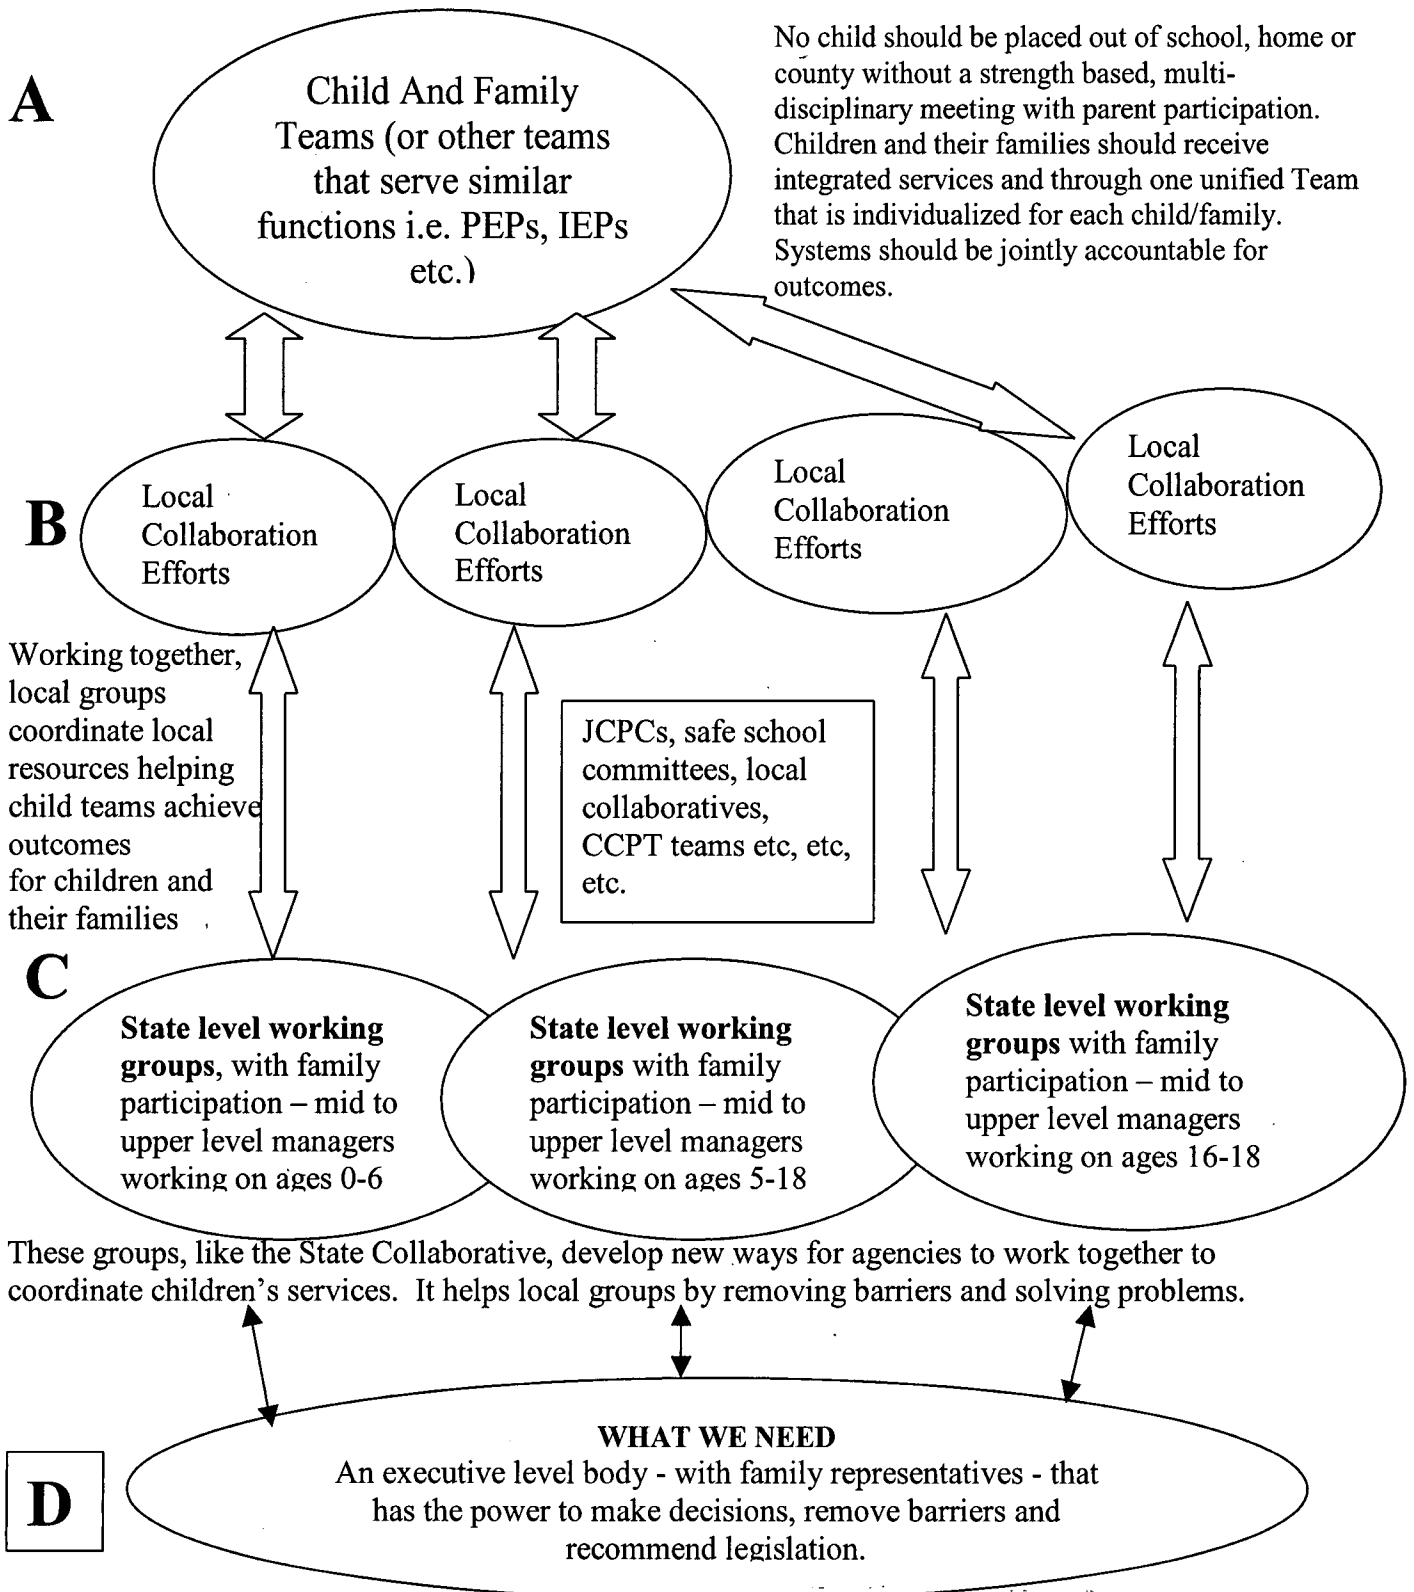 A
Child And Family
Teams (or other teams
that serve similar
functions i.e. PEPs, IEPs
etc.)
No child should be placed out of school, home or
county without a strength based, multi-
disciplinary meeting with parent participation.
Children and their families should receive
integrated services and through one unified Team
that is individualized for each child/family.
Systems should be jointly accountable for
outcomes.
B
Local
Collaboration
Efforts
Local
Collaboration
Efforts
Local
Collaboration
Efforts
Local
Collaboration
Efforts
Working together,
local groups
coordinate local
resources helping
child teams achieve
outcomes
for children and
their families
JCPCs, safe school
committees, local
collaboratives,
CCPT teams etc, etc,
etc.
C
State level working
groups, with family
participation – mid to
upper level managers
working on ages 0-6
State level working
groups with family
participation – mid to
upper level managers
working on ages 5-18
State level working
groups with family
participation – mid to
upper level managers
working on ages 16-18
These groups, like the State Collaborative, develop new ways for agencies to work together to
coordinate children's services.  It helps local groups by removing barriers and solving problems.
D
WHAT WE NEED
An executive level body - with family representatives - that
has the power to make decisions, remove barriers and
recommend legislation.